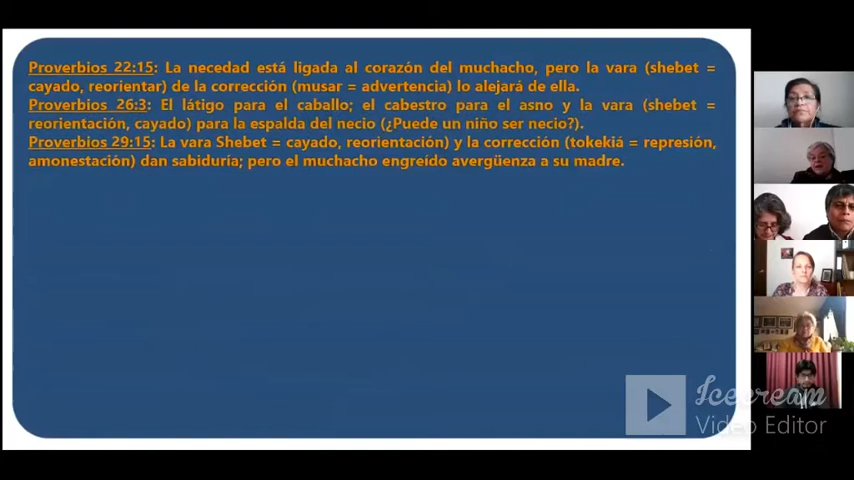 Proverbios 22:15: La necedad está ligada al corazón del muchacho, pero la vara (shebet =
cayado, reorientar) de la corrección (musar = advertencia) lo alejará de ella.
Proverbios 26:3: El látigo para el caballo; el cabestro para el asno y la vara (shebet =
reorientación, cayado) para la espalda del necio (¿Puede un niño ser necio?).
Proverbios 29:15: La vara Shebet = cayado, reorientación) y la corrección (tokekiá = represión,
amonestación) dan sabiduría; pero el muchacho engreído avergüenza a su madre.
Icecream
Video Editor